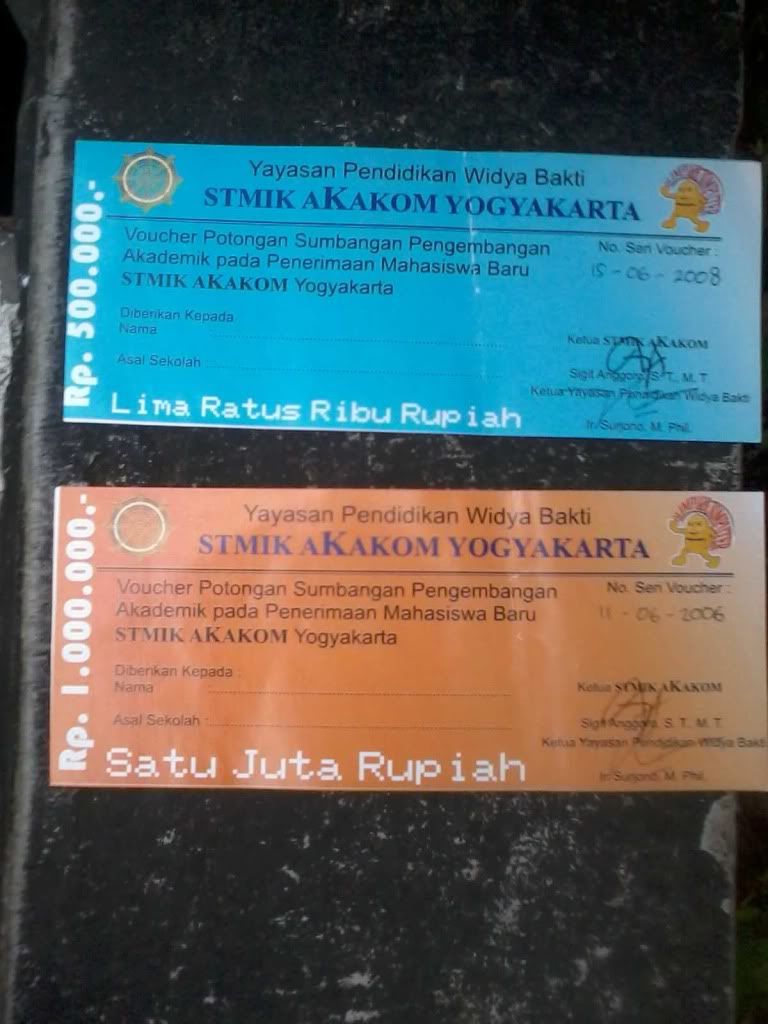 Yayasan Pendidikan Widya Bakti
STMIK aKAKOM YOGYAKARTA
Rp. 500.000.-
Voucher Potongan Sumbangan Pengembangan
Akademik pada Penerimaan Mahasiswa Baru
STMIK AKAKOM Yogyakarta
No. Seri Voucher :
15-06-2008
Diberikan Kepada
Nama
Asal Sekolah :
Ketua STMIK aKAKOM
Sigit Anggoro, S. T., M. T.
Ketua Yayasan Pendidikan Widya Bakti
Ir. Surjono, M. Phil.
Lima Ratus Ribu Rupiah
Yayasan Pendidikan Widya Bakti
STMIK aKAKOM YOGYAKARTA
Rp. 1.000.000.-
Voucher Potongan Sumbangan Pengembangan
Akademik pada Penerimaan Mahasiswa Baru
STMIK AKAKOM Yogyakarta
No. Seri Voucher :
11-06-2006
Diberikan Kepada :
Nama :
Asal Sekolah :
Ketua STMIK aKAKOM
Sigit Anggoro, S. T., M. T.
Ketua Yayasan Pendidikan Widya Bakti
Ir. Surjono, M. Phil.
Satu Juta Rupiah